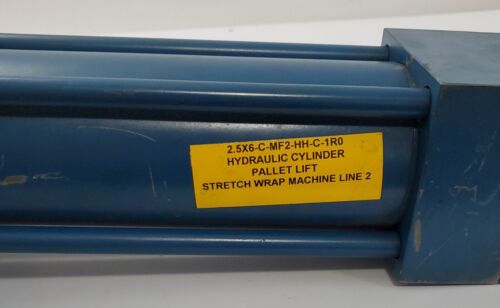 2.5X6-C-MF2-HH-C-1R0
HYDRAULIC CYLINDER
PALLET LIFT
STRETCH WRAP MACHINE LINE 2